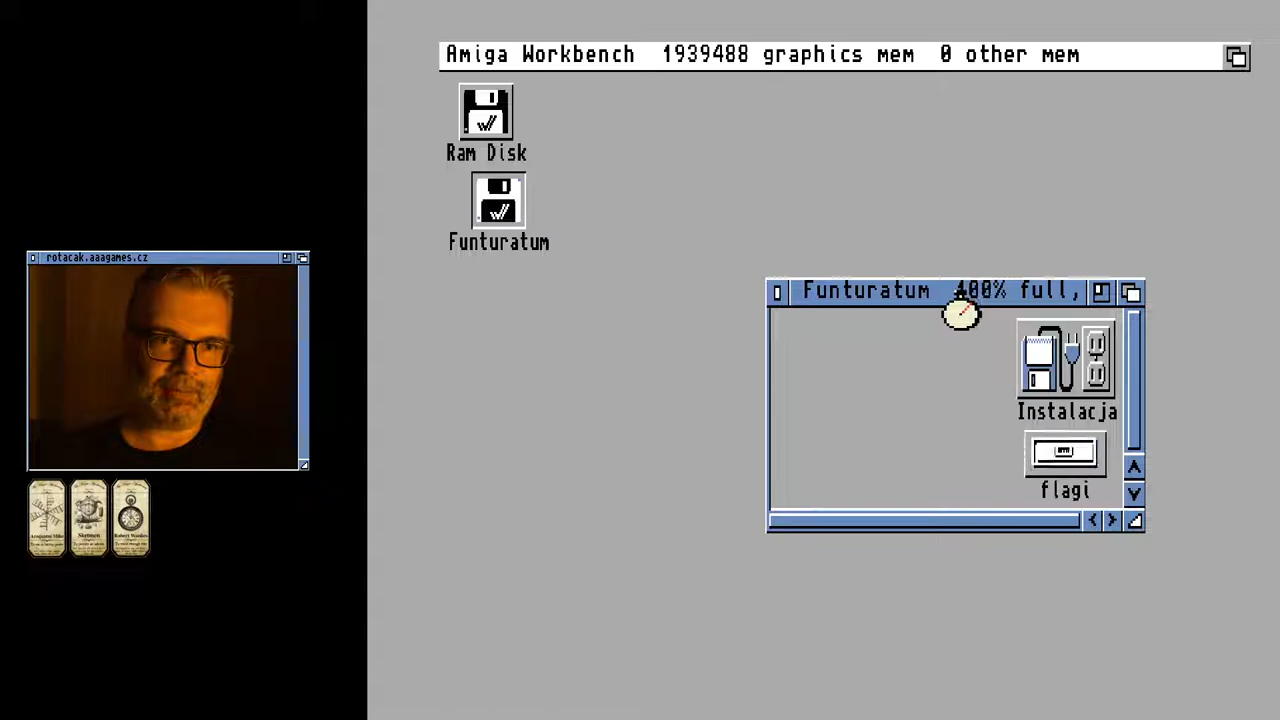 Amiga Workbench 1939488 graphics mem 0 other mem
Ram Disk
Funturatum
rotacak.aaagames.cz
Funturatum 100% full,
Instalacja
flagi
Skrtmen